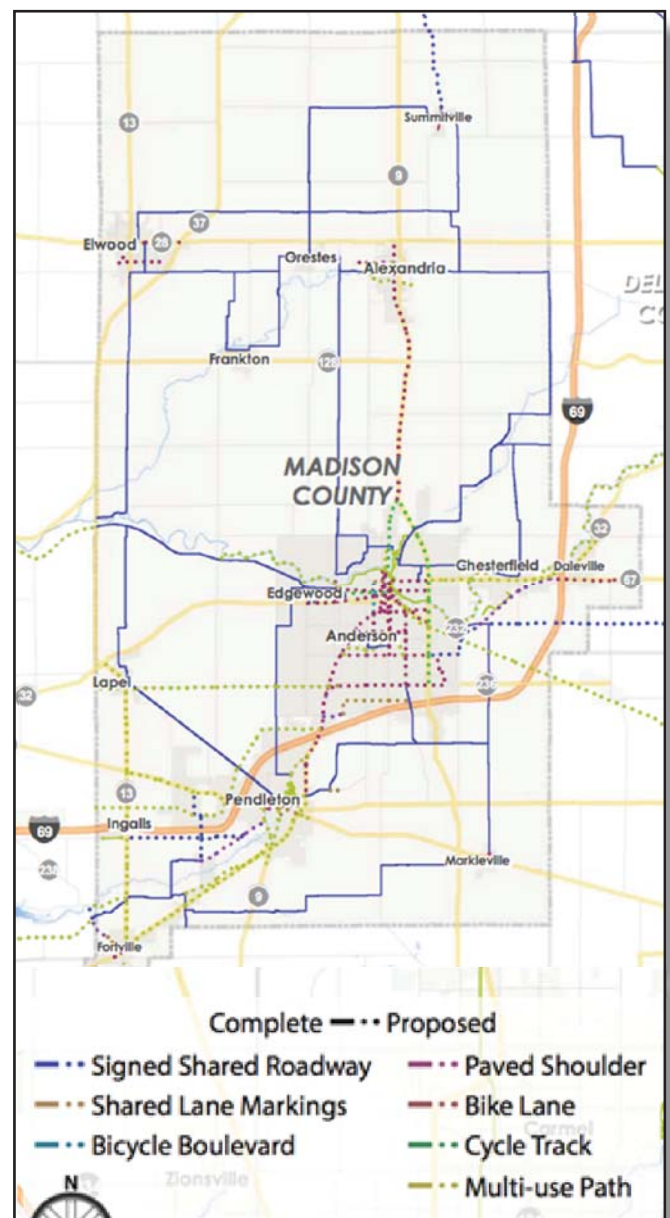 Summitville
13
9
37
Elwood
28
Orestes
Alexandria
DEL
CO
Frankton
128
69
MADISON
COUNTY
32
Chesterfield
Daleville
67
Edgewood
232
Anderson
Lapel
236
32
13
Pendleton
Ingalls
69
238
Markleville
9
Fortville
Complete Proposed
Signed Shared Roadway
Paved Shoulder
Shared Lane Markings
Bike Lane
Carmel
Bicycle Boulevard
Cycle Track
N
Zionsville
Multi-use Path